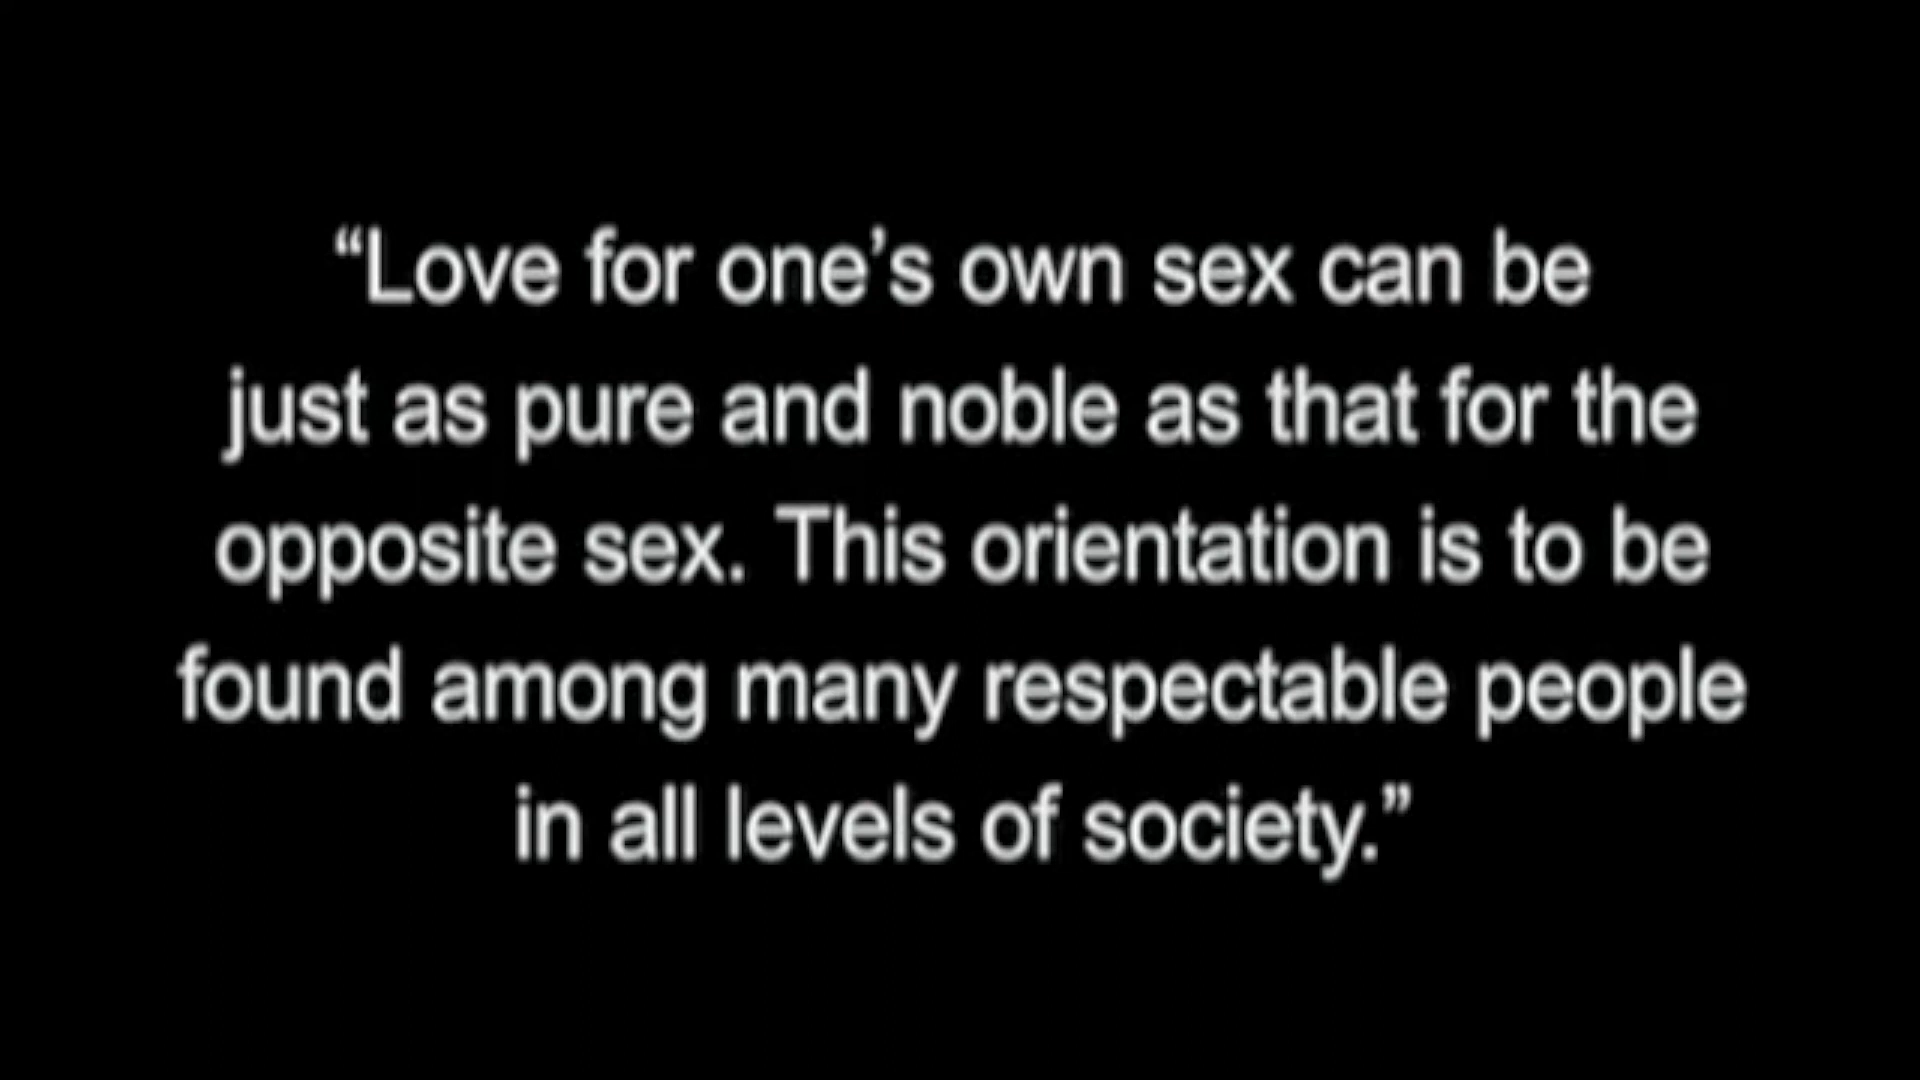 “Love for one’s own sex can be
just as pure and noble as that for the
opposite sex. This orientation is to be
found among many respectable people
in all levels of society.”